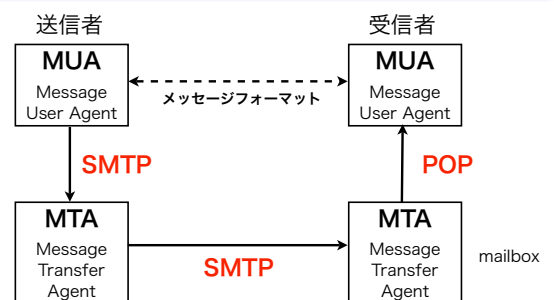 送信者
受信者
MUA
Message
User Agent
MUA
Message
User Agent
メッセージフォーマット
SMTP
POP
MTA
Message
Transfer
Agent
SMTP
MTA
Message
Transfer
Agent
mailbox